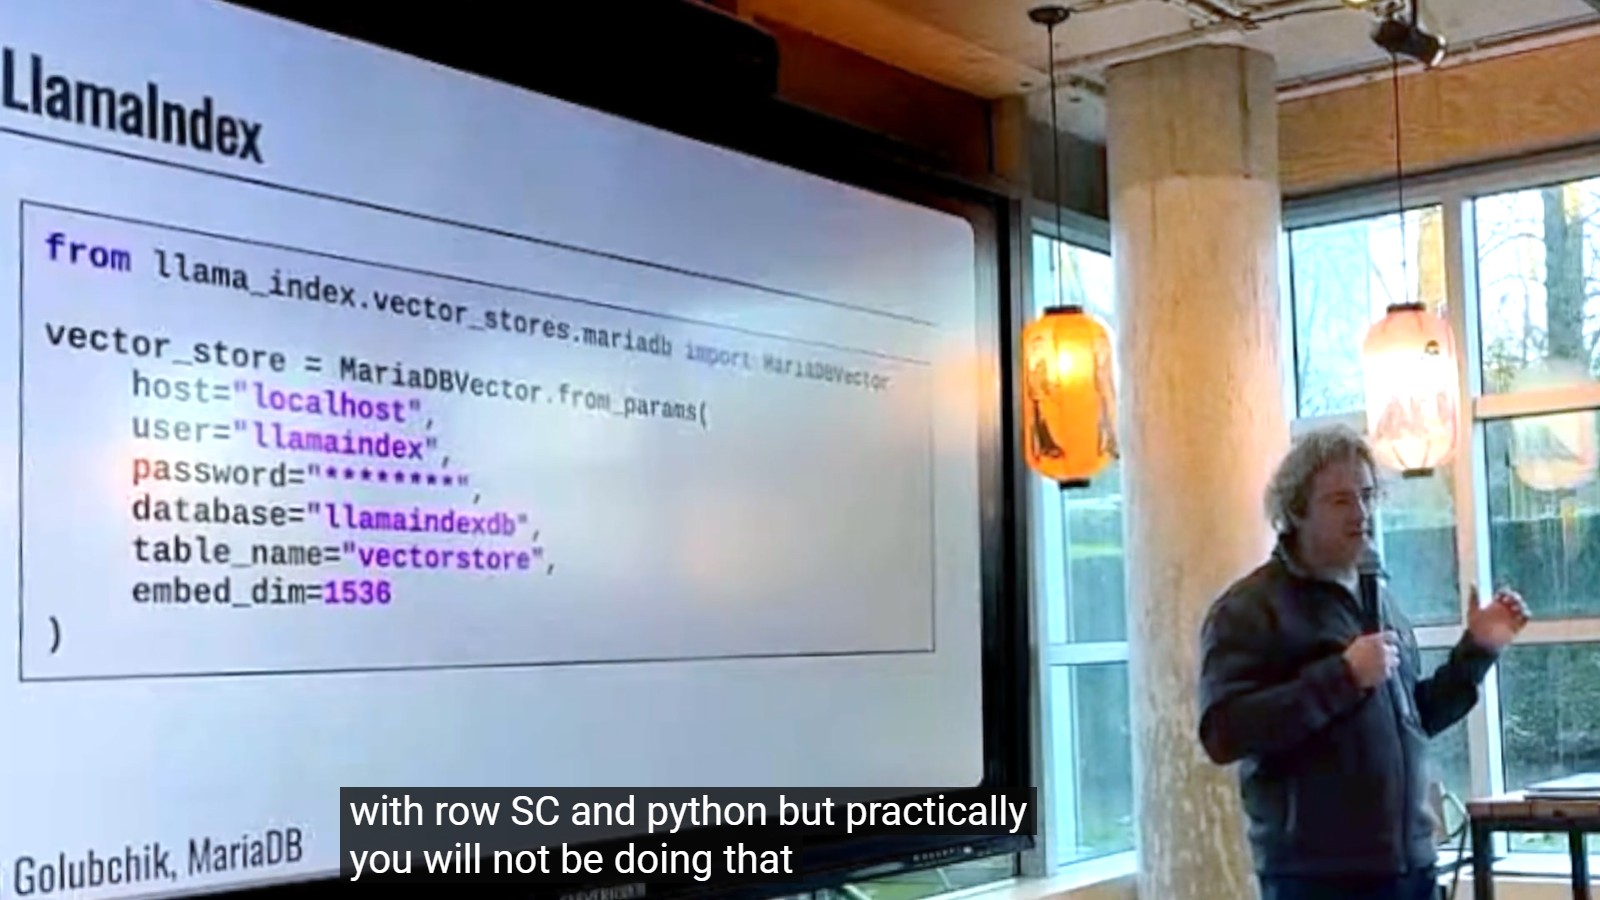 LlamaIndex
from llama_index.vector_stores.mariadb import MariaDBVector
vector_store = MariaDBVector.from_params(
host="localhost",
user="llamaindex",
password="********",
database="llamaindexdb",
table_name="vectorstore",
embed_dim=1536
)
Golubchik, MariaDB
with row SC and python but practically
you will not be doing that